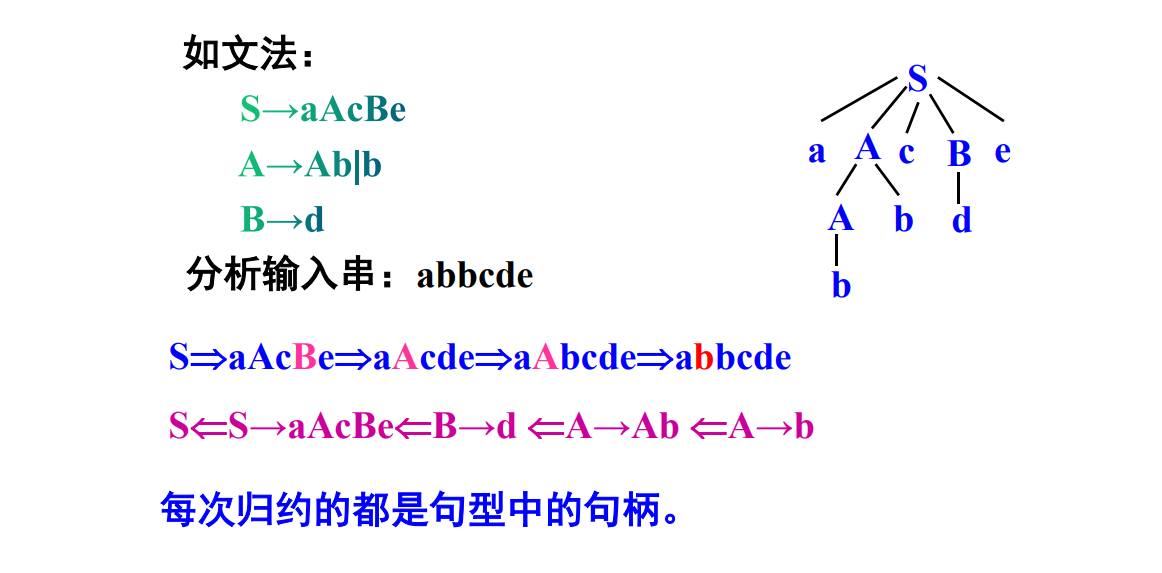 如文法：
S→aAcBe
A→Ab|b
B→d
分析输入串：abbcde
S
a A c B e
A b d
b
S⇒aAcBe⇒aAcde⇒aAbcde⇒abbcde
S⇐S→aAcBe⇐B→d ⇐A→Ab ⇐A→b
每次归约的都是句型中的句柄。